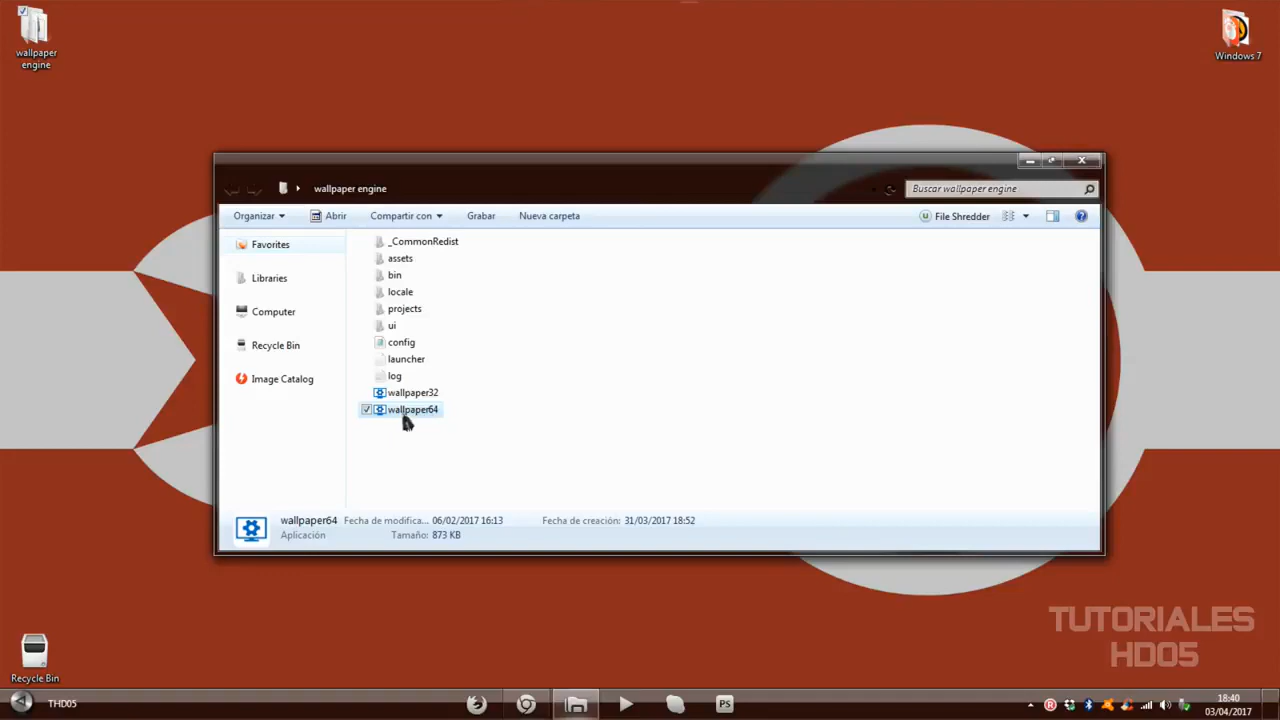 wallpaper
engine
Windows 7
wallpaper engine
Buscar wallpaper engine
Organizar
Abrir
Compartir con
Grabar
Nueva carpeta
File Shredder
Favorites
Libraries
Computer
Recycle Bin
Image Catalog
_CommonRedist
assets
bin
locale
projects
ui
config
launcher
log
wallpaper32
wallpaper64
wallpaper64 Fecha de modifica... 06/02/2017 16:13 Fecha de creación: 31/03/2017 18:52
Aplicación Tamaño: 873 KB
TUTORIALES
HD05
Recycle Bin
THD05
PS
18:40
03/04/2017